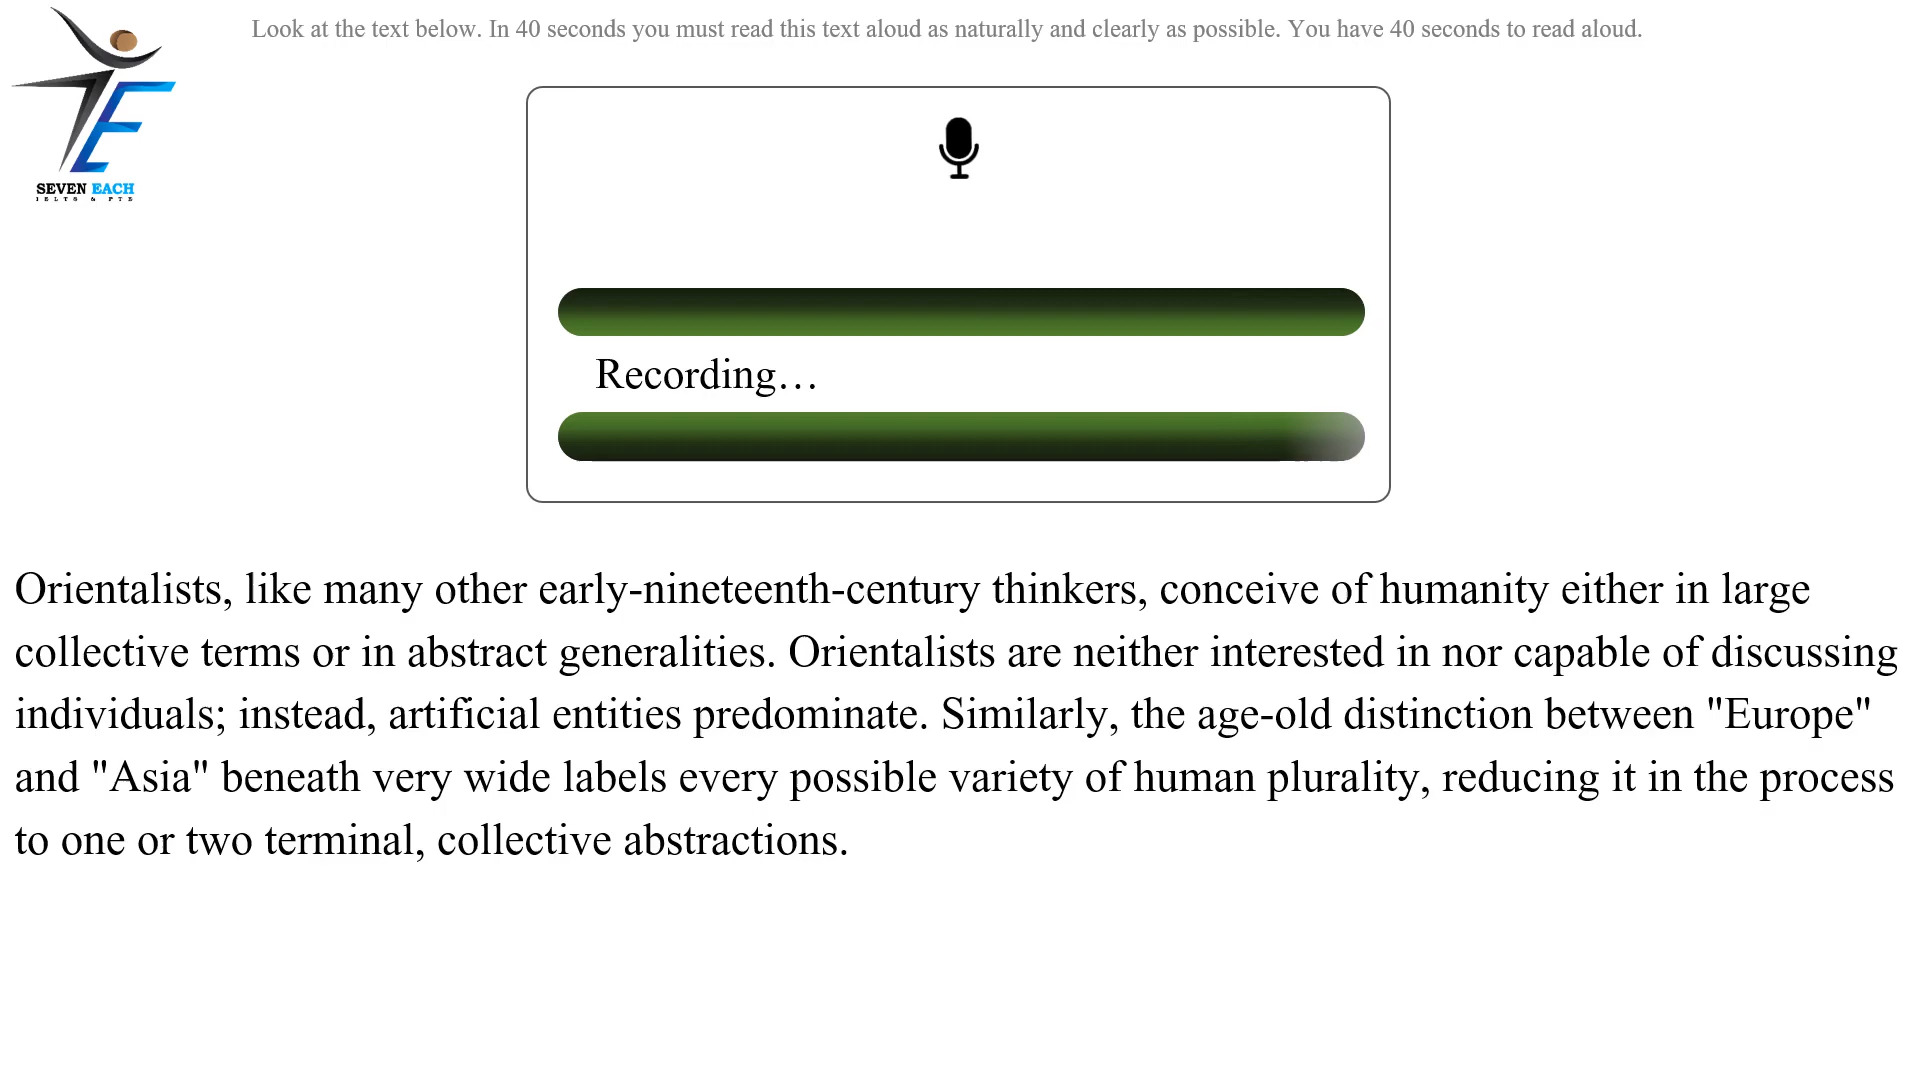 Look at the text below. In 40 seconds you must read this text aloud as naturally and clearly as possible. You have 40 seconds to read aloud.
SEVEN EACH
IELTS & PTE
Recording…
Orientalists, like many other early-nineteenth-century thinkers, conceive of humanity either in large
collective terms or in abstract generalities. Orientalists are neither interested in nor capable of discussing
individuals; instead, artificial entities predominate. Similarly, the age-old distinction between "Europe"
and "Asia" beneath very wide labels every possible variety of human plurality, reducing it in the process
to one or two terminal, collective abstractions.